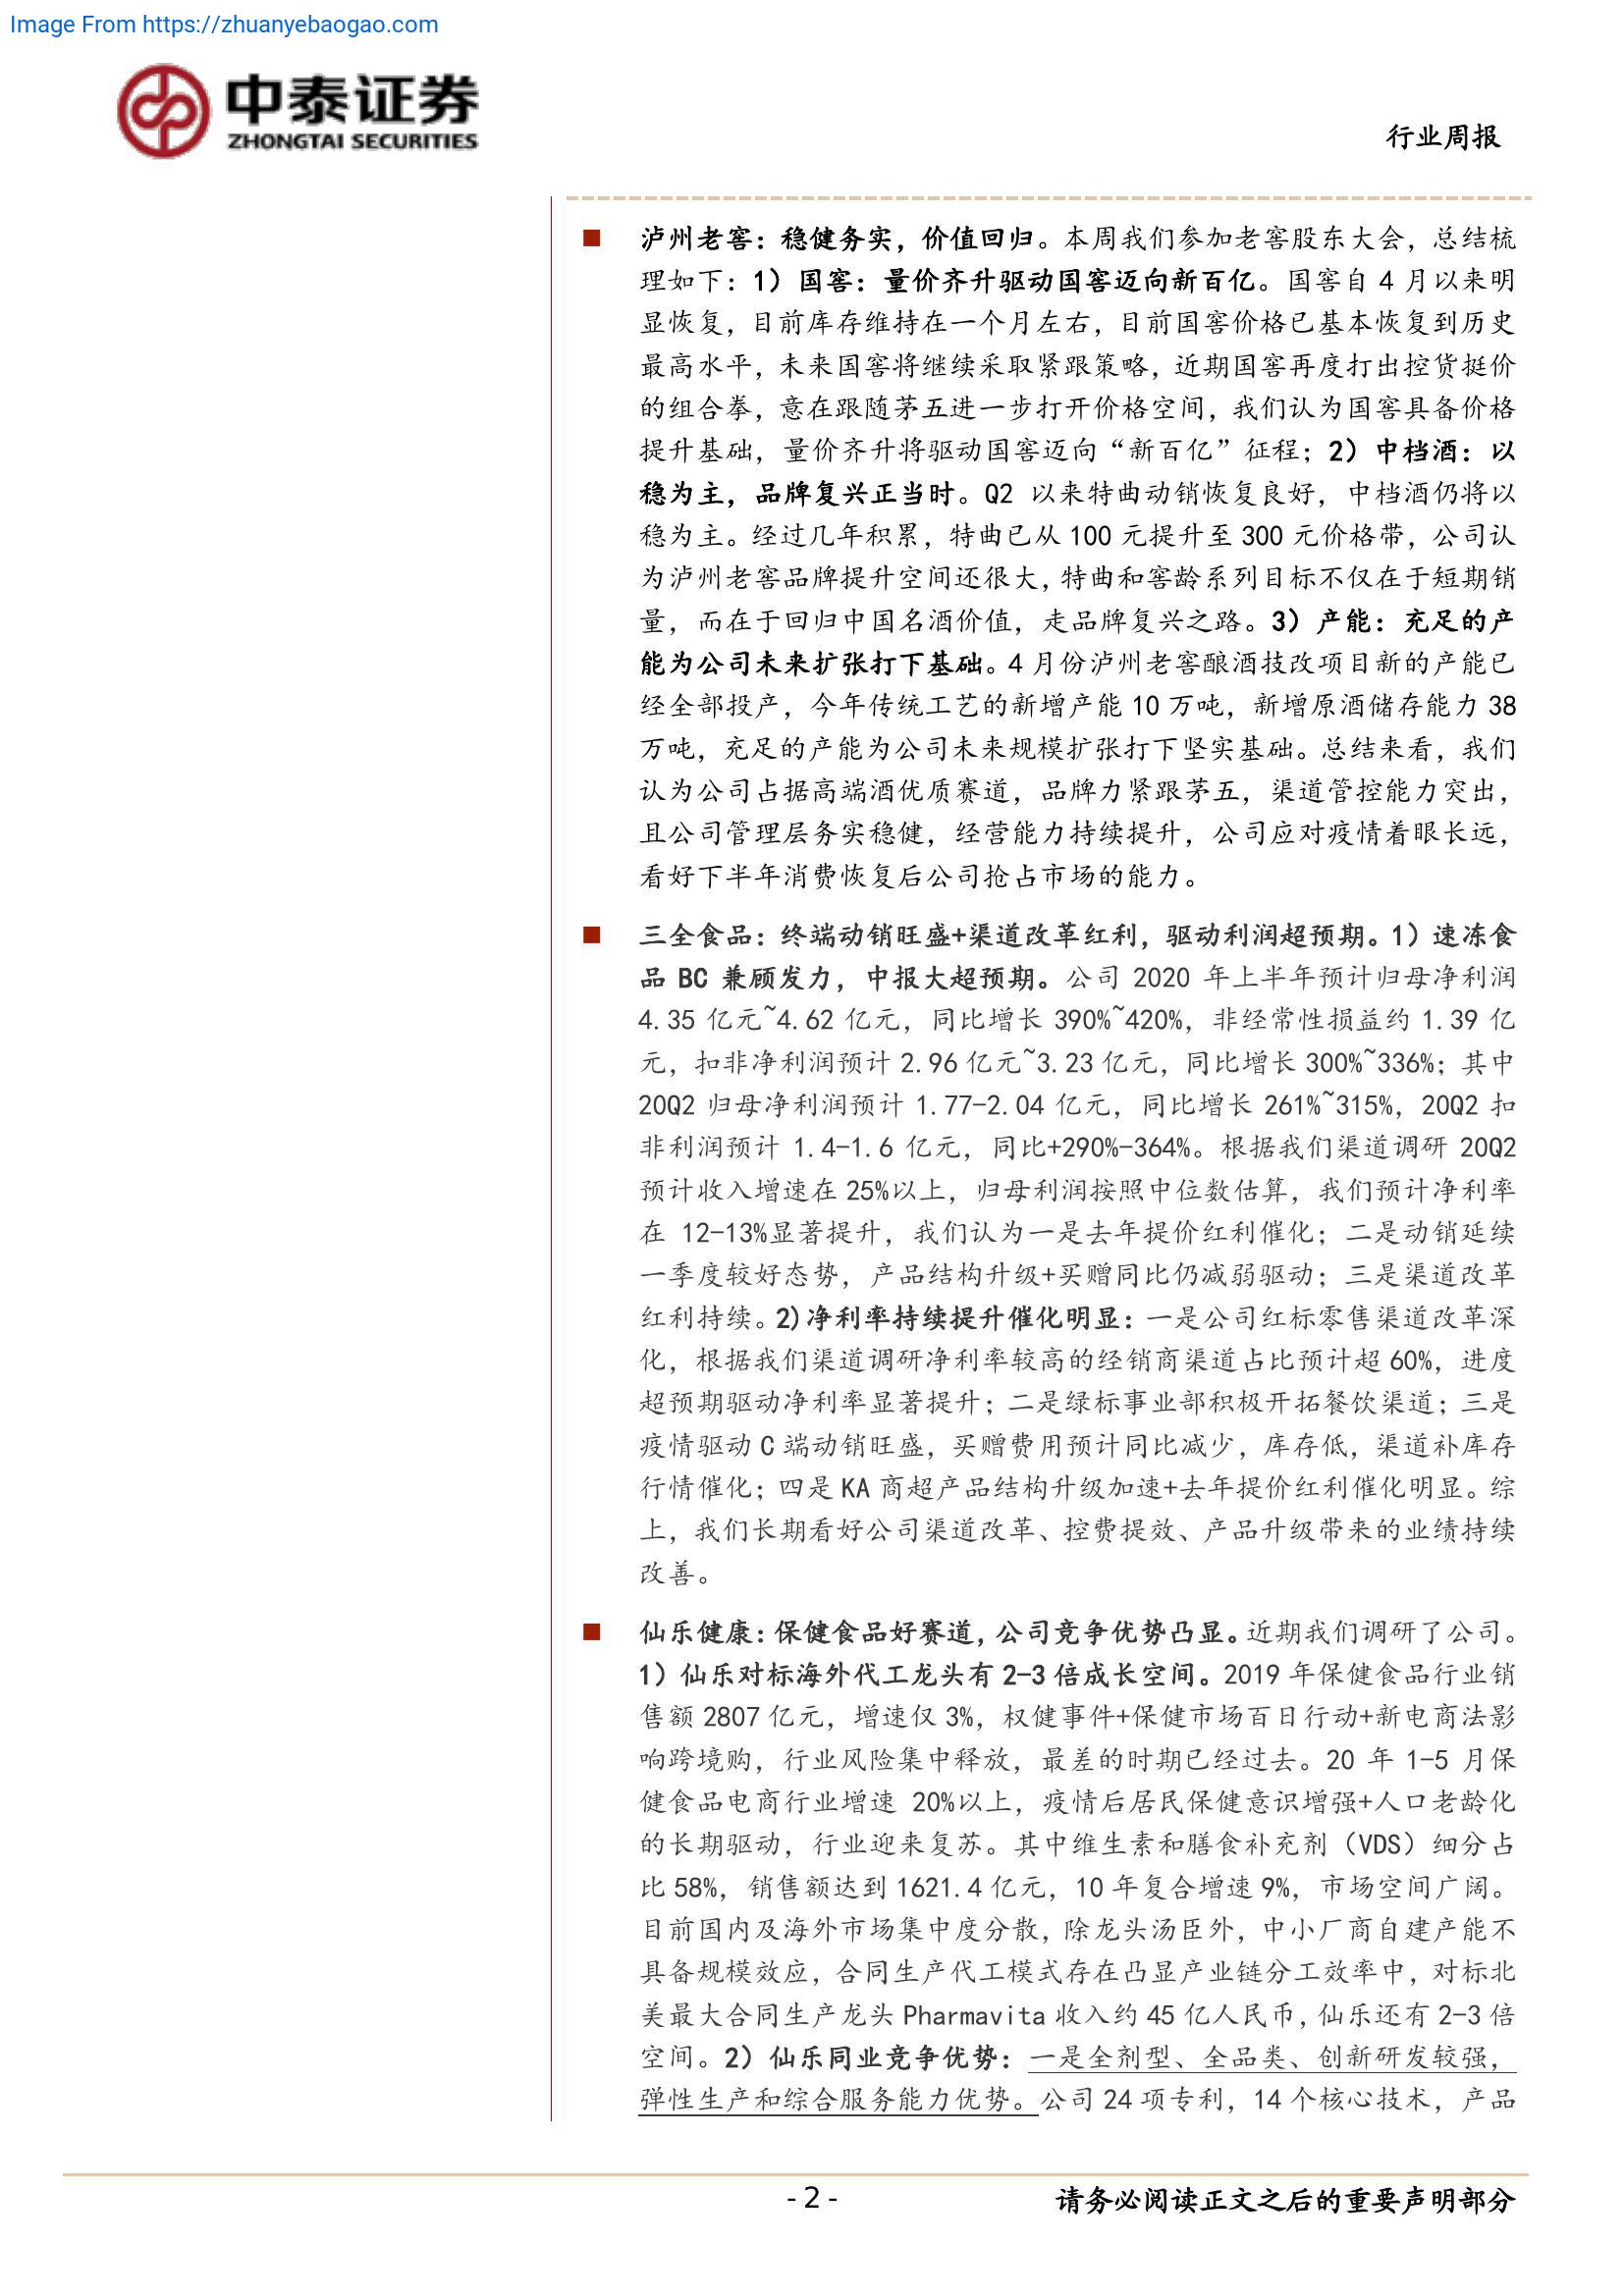 Image From https://zhuanyebaogao.com
中泰证券
ZHONGTAI SECURITIES
行业周报
■ 泸州老窖：稳健务实，价值回归。本周我们参加老窖股东大会，总结梳
理如下：1）国窖：量价齐升驱动国窖迈向新百亿。国窖自 4 月以来明
显恢复，目前库存维持在一个月左右，目前国窖价格已基本恢复到历史
最高水平，未来国窖将继续采取紧跟策略，近期国窖再度打出控货挺价
的组合拳，意在跟随茅五进一步打开价格空间，我们认为国窖具备价格
提升基础，量价齐升将驱动国窖迈向“新百亿”征程；2）中档酒：以
稳为主，品牌复兴正当时。Q2 以来特曲动销恢复良好，中档酒仍将以
稳为主。经过几年积累，特曲已从 100 元提升至 300 元价格带，公司认
为泸州老窖品牌提升空间还很大，特曲和窖龄系列目标不仅在于短期销
量，而在于回归中国名酒价值，走品牌复兴之路。3）产能：充足的产
能为公司未来扩张打下基础。4 月份泸州老窖酿酒技改项目新的产能已
经全部投产，今年传统工艺的新增产能 10 万吨，新增原酒储存能力 38
万吨，充足的产能为公司未来规模扩张打下坚实基础。总结来看，我们
认为公司占据高端酒优质赛道，品牌力紧跟茅五，渠道管控能力突出，
且公司管理层务实稳健，经营能力持续提升，公司应对疫情着眼长远，
看好下半年消费恢复后公司抢占市场的能力。
■ 三全食品：终端动销旺盛+渠道改革红利，驱动利润超预期。1）速冻食
品 BC 兼顾发力，中报大超预期。公司 2020 年上半年预计归母净利润
4.35 亿元~4.62 亿元，同比增长 390%~420%，非经常性损益约 1.39 亿
元，扣非净利润预计 2.96 亿元~3.23 亿元，同比增长 300%~336%；其中
20Q2 归母净利润预计 1.77-2.04 亿元，同比增长 261%~315%，20Q2 扣
非利润预计 1.4-1.6 亿元，同比+290%-364%。根据我们渠道调研 20Q2
预计收入增速在 25%以上，归母利润按照中位数估算，我们预计净利率
在 12-13%显著提升，我们认为一是去年提价红利催化；二是动销延续
一季度较好态势，产品结构升级+买赠同比仍减弱驱动；三是渠道改革
红利持续。2)净利率持续提升催化明显：一是公司红标零售渠道改革深
化，根据我们渠道调研净利率较高的经销商渠道占比预计超 60%，进度
超预期驱动净利率显著提升；二是绿标事业部积极开拓餐饮渠道；三是
疫情驱动 C 端动销旺盛，买赠费用预计同比减少，库存低，渠道补库存
行情催化；四是 KA 商超产品结构升级加速+去年提价红利催化明显。综
上，我们长期看好公司渠道改革、控费提效、产品升级带来的业绩持续
改善。
■ 仙乐健康：保健食品好赛道，公司竞争优势凸显。近期我们调研了公司。
1）仙乐对标海外代工龙头有 2-3 倍成长空间。2019 年保健食品行业销
售额 2807 亿元，增速仅 3%，权健事件+保健市场百日行动+新电商法影
响跨境购，行业风险集中释放，最差的时期已经过去。20 年 1-5 月保
健食品电商行业增速 20%以上，疫情后居民保健意识增强+人口老龄化
的长期驱动，行业迎来复苏。其中维生素和膳食补充剂（VDS）细分占
比 58%，销售额达到 1621.4 亿元，10 年复合增速 9%，市场空间广阔。
目前国内及海外市场集中度分散，除龙头汤臣外，中小厂商自建产能不
具备规模效应，合同生产代工模式存在凸显产业链分工效率中，对标北
美最大合同生产龙头 Pharmavita 收入约 45 亿人民币，仙乐还有 2-3 倍
空间。2）仙乐同业竞争优势：一是全剂型、全品类、创新研发较强，
弹性生产和综合服务能力优势。公司 24 项专利，14 个核心技术，产品
- 2 -
请务必阅读正文之后的重要声明部分